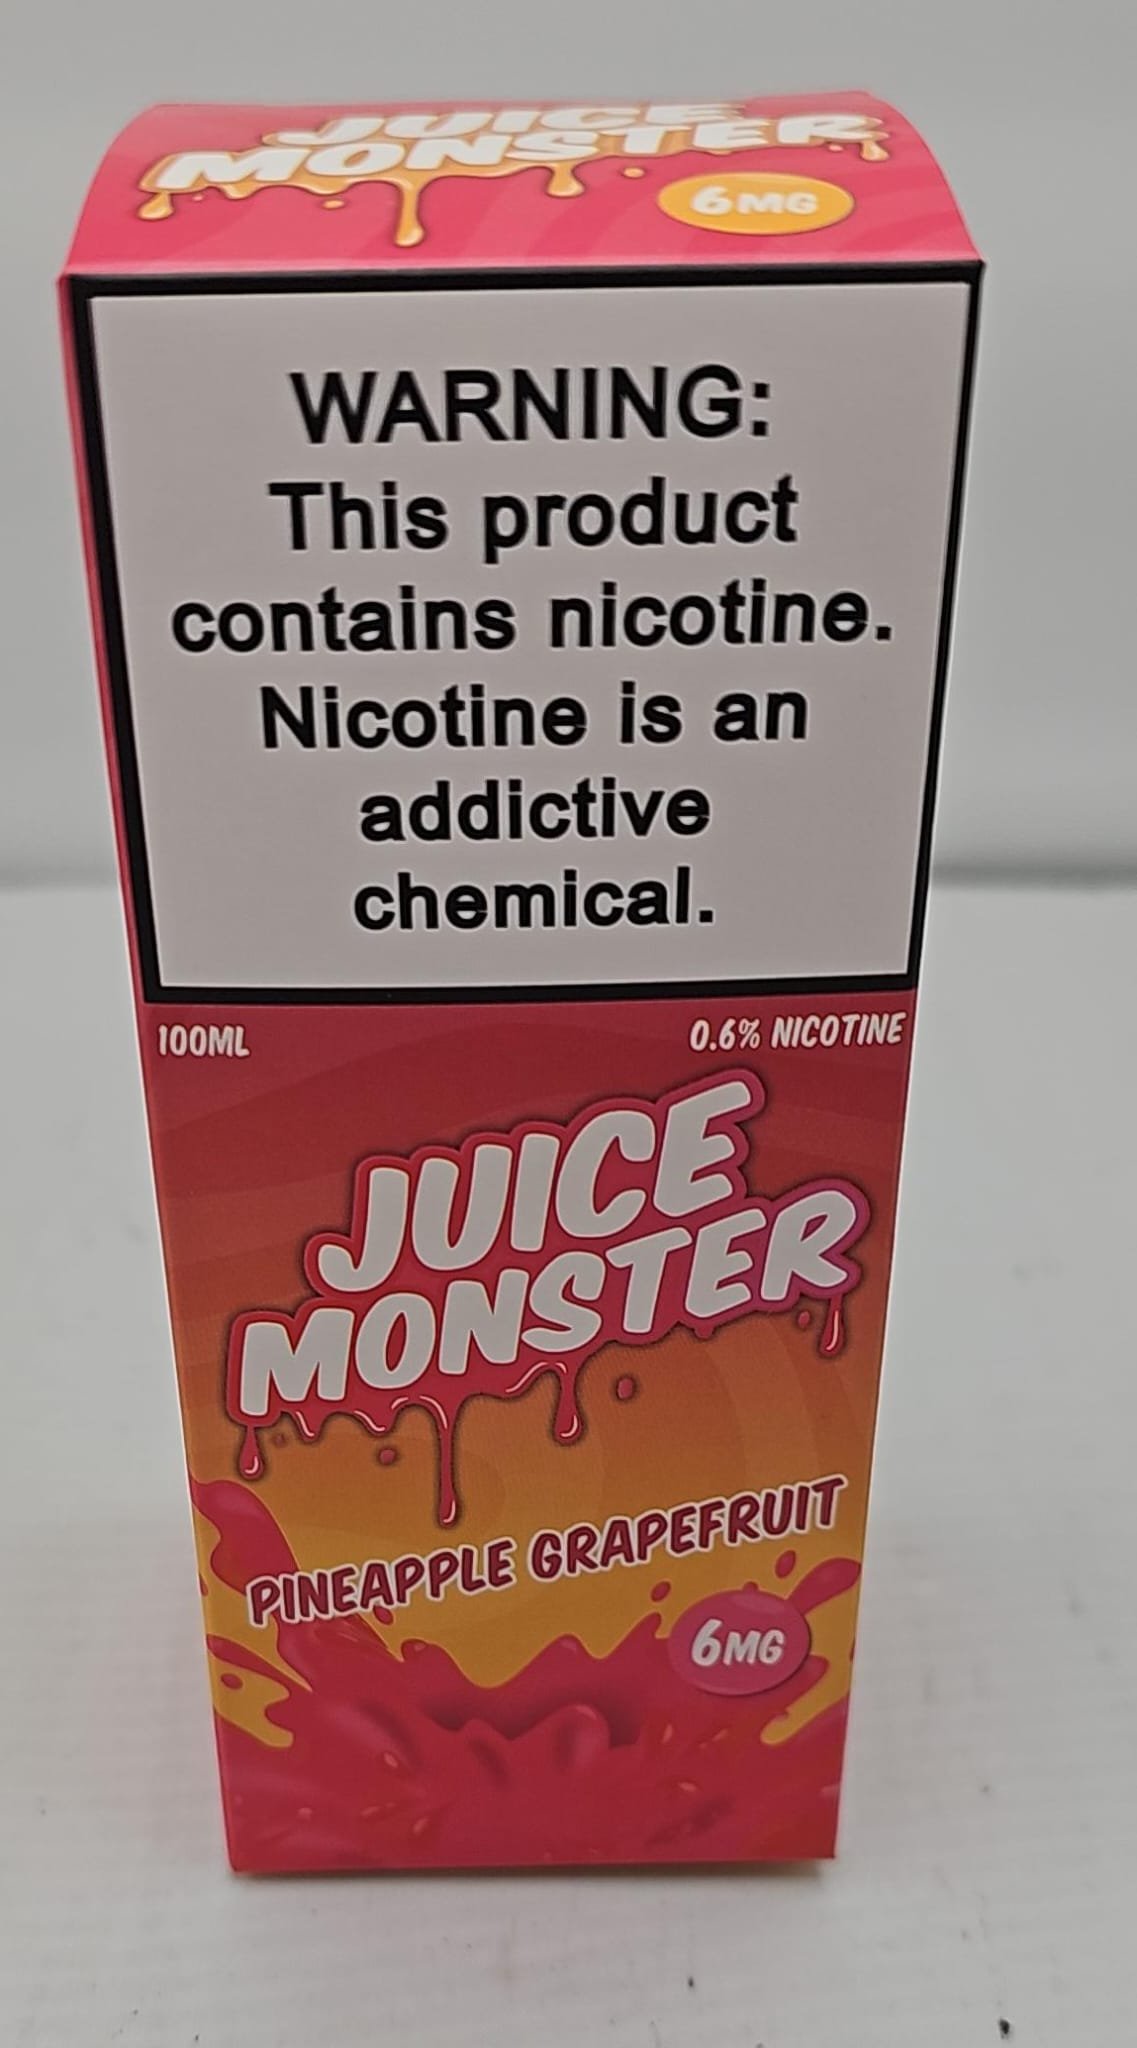 JUICE
MONSTER
6MG
WARNING:
This product
contains nicotine.
Nicotine is an
addictive
chemical.
100ML
0.6% NICOTINE
JUICE
MONSTER
PINEAPPLE GRAPEFRUIT
6MG